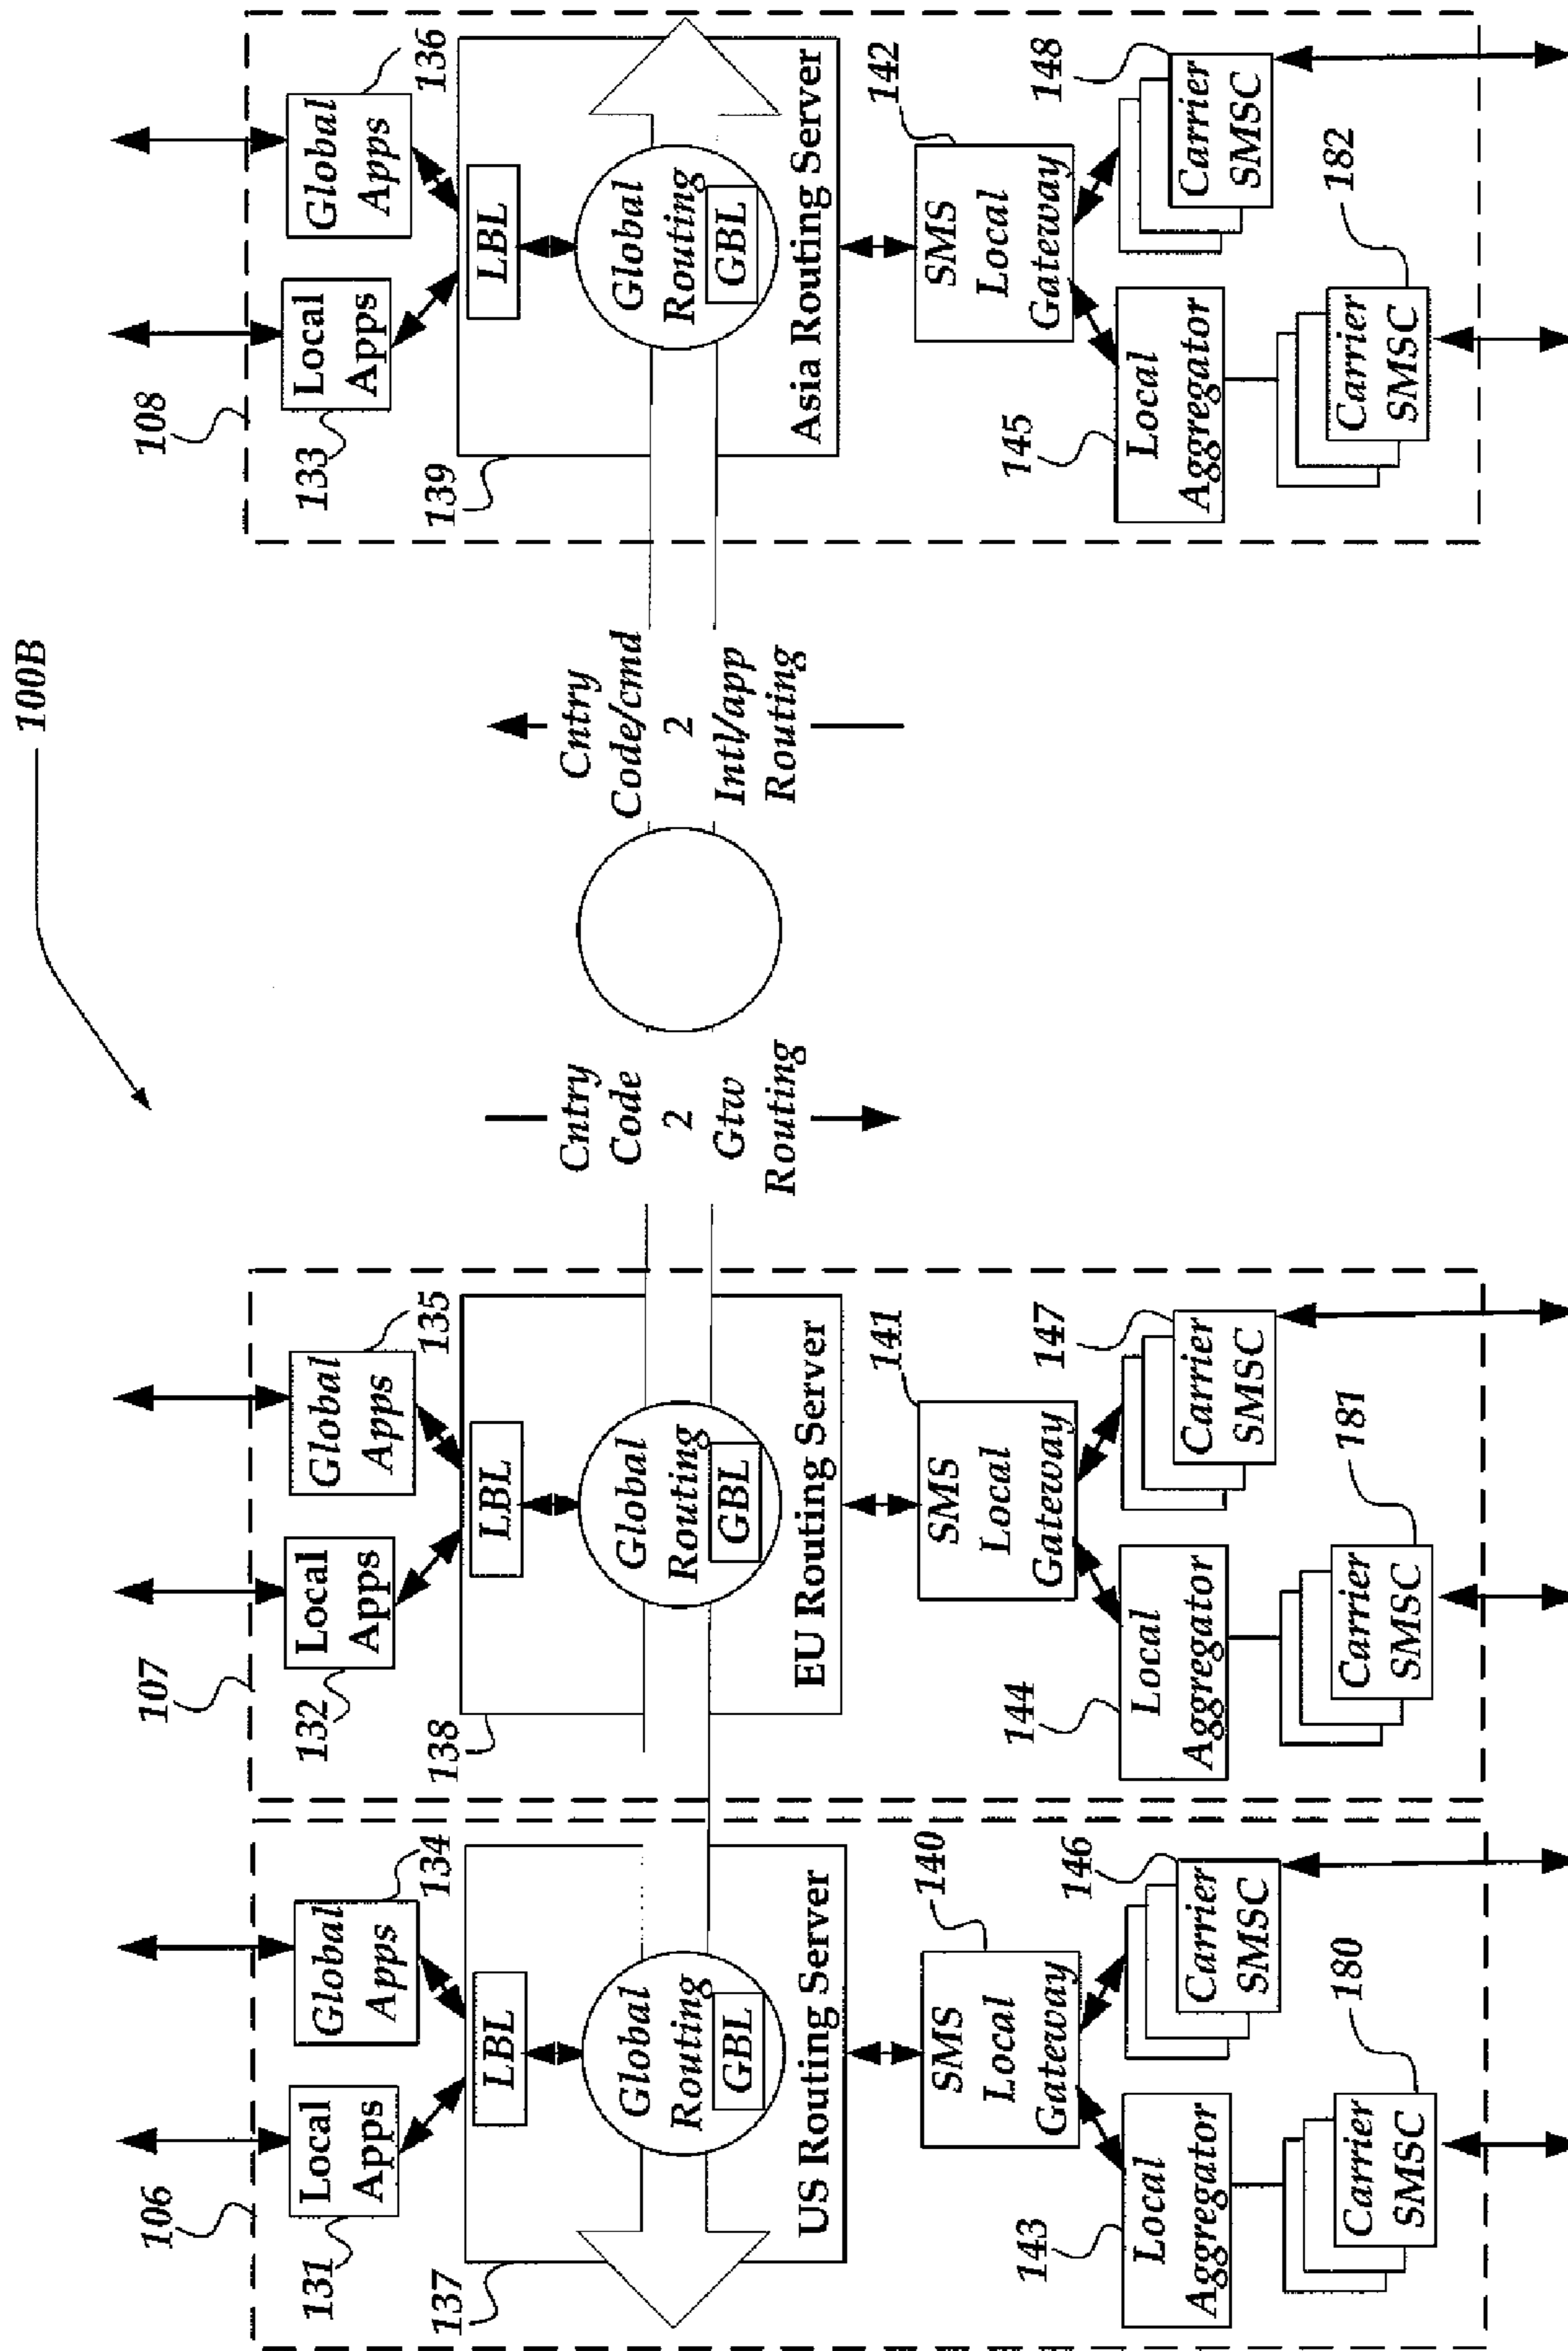 100B
106
131
Local
Apps
Global
Apps
134
137
LBL
Global
Routing
GBL
US Routing Server
SMS
Local
Gateway
140
143
Local
Aggregator
146
Carrier
SMSC
Carrier
SMSC
180
107
132
Local
Apps
Global
Apps
135
138
LBL
Global
Routing
GBL
EU Routing Server
SMS
Local
Gateway
141
144
Local
Aggregator
147
Carrier
SMSC
Carrier
SMSC
181
Cntry
Code
2
Gtw
Routing
Cntry
Code/cmd
2
Intl/app
Routing
108
133
Local
Apps
Global
Apps
136
139
LBL
Global
Routing
GBL
Asia Routing Server
SMS
Local
Gateway
142
145
Local
Aggregator
148
Carrier
SMSC
Carrier
SMSC
182